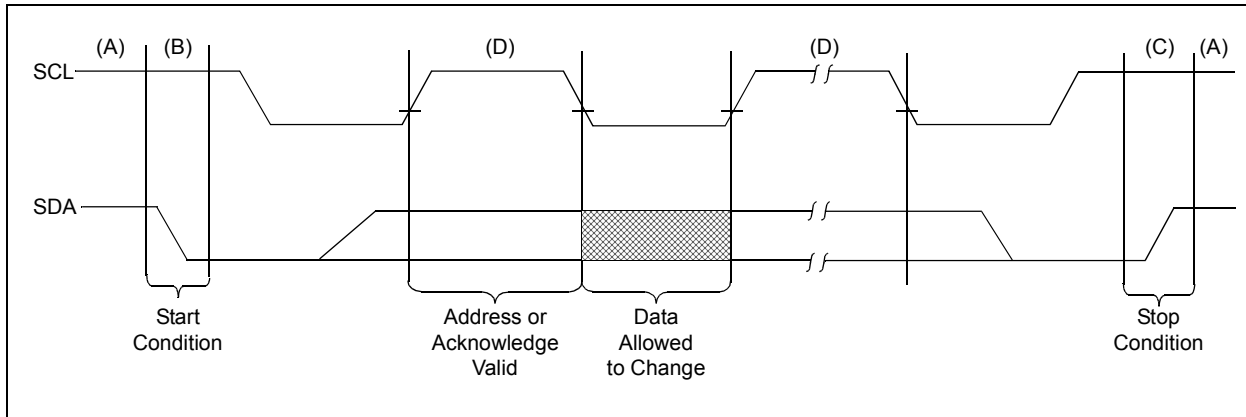 (A) (B) (D) (D) (C) (A)
SCL
SDA
Start
Condition
Address or
Acknowledge
Valid
Data
Allowed
to Change
Stop
Condition